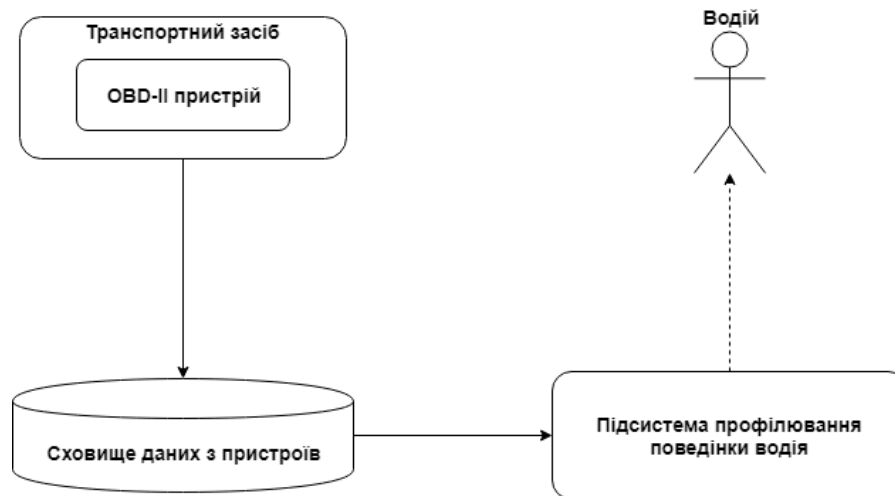 Транспортний засіб
OBD-II пристрій
Водій
Сховище даних з пристроїв
Підсистема профілювання
поведінки водія